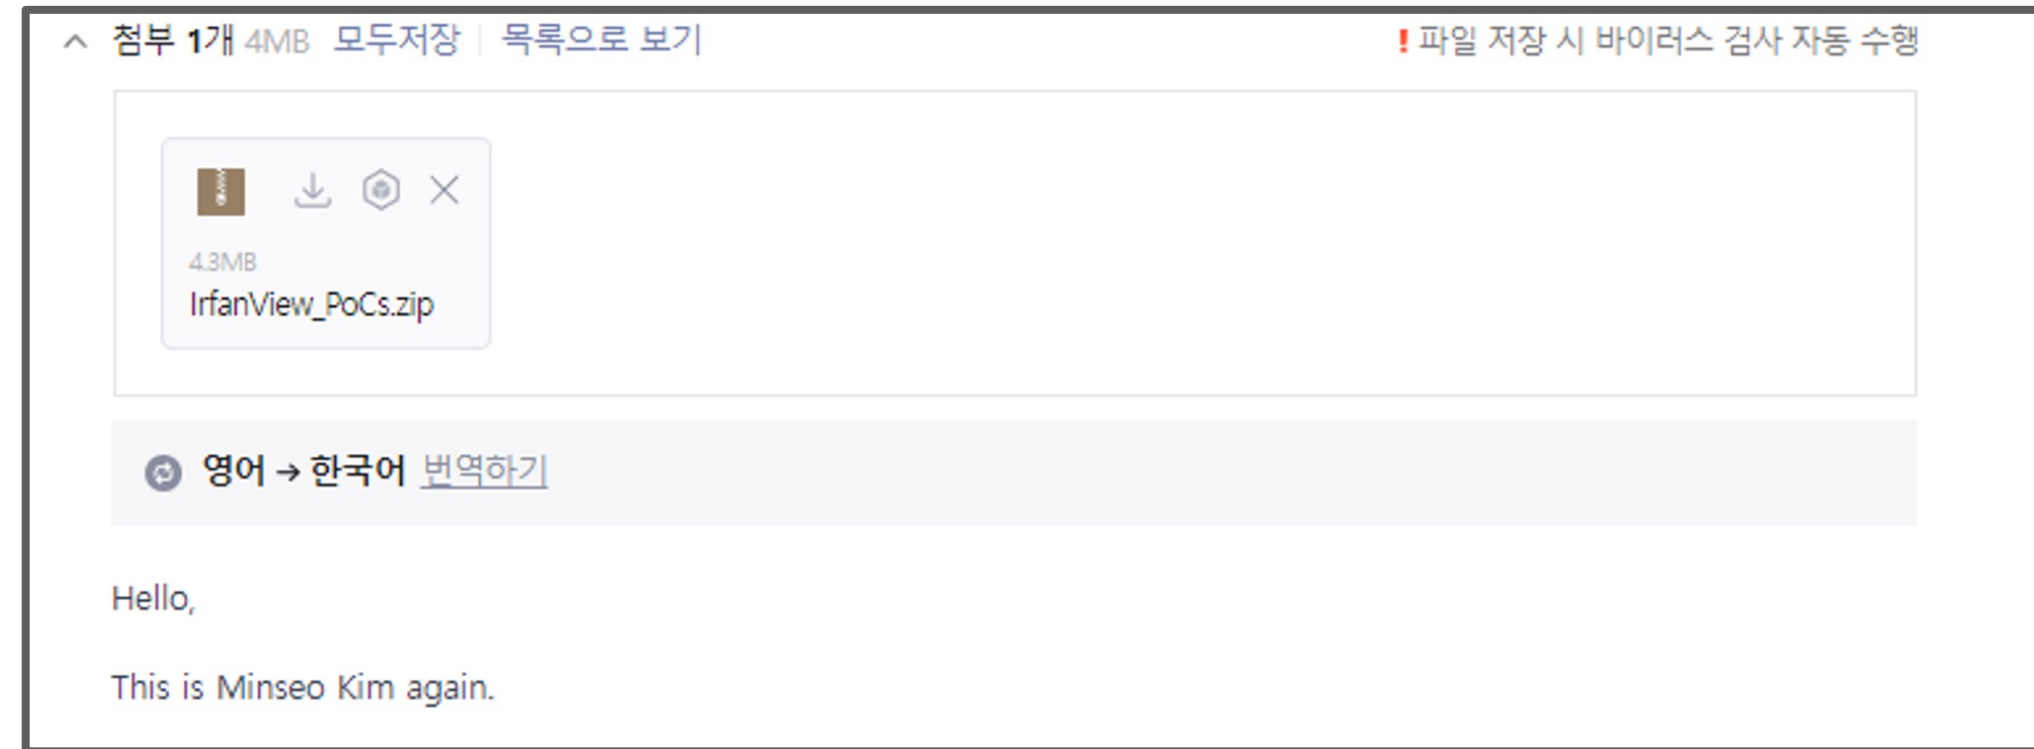 첨부 1개 4MB 모두저장 목록으로 보기 ! 파일 저장 시 바이러스 검사 자동 수행
4.3MB
IrfanView_PoCs.zip
영어 → 한국어 번역하기
Hello,
This is Minseo Kim again.